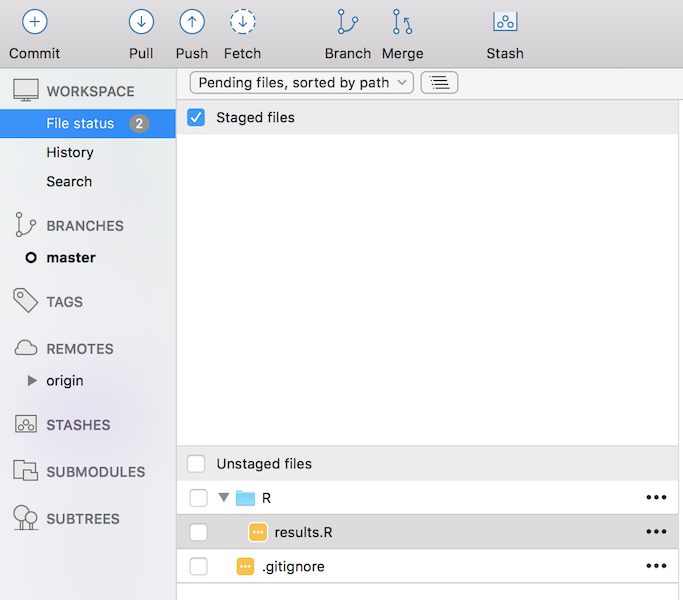 Commit Pull Push Fetch Branch Merge Stash
WORKSPACE
Pending files, sorted by path
File status 2
Staged files
History
Search
BRANCHES
master
TAGS
REMOTES
origin
STASHES
SUBMODULES
SUBTREES
Unstaged files
R
results.R
.gitignore